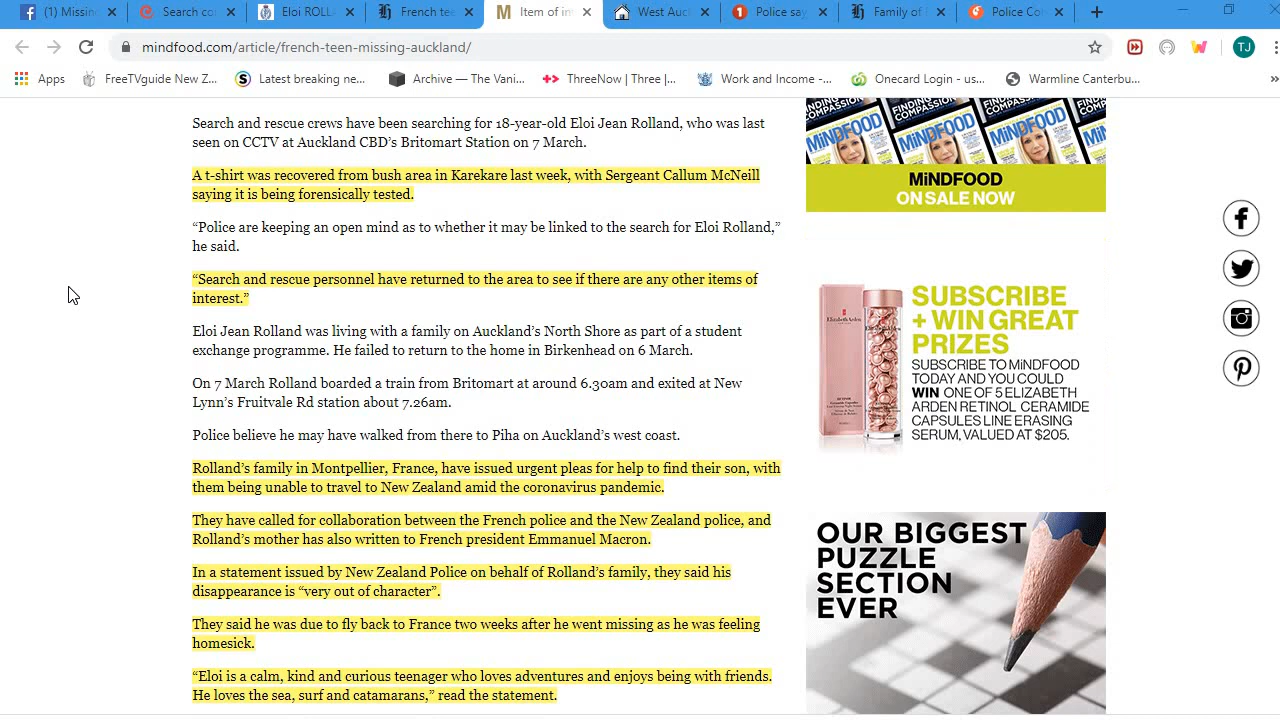 (1) Missin
Search co
Eloi ROLL
French tee
Item of in
West Auc
Police say
Family of
Police Co
mindfood.com/article/french-teen-missing-auckland/
TJ
Apps
FreeTVguide New Z...
Latest breaking ne...
Archive — The Vani...
ThreeNow | Three |...
Work and Income -...
Onecard Login - us...
Warmline Canterbu...
Search and rescue crews have been searching for 18-year-old Eloi Jean Rolland, who was last
seen on CCTV at Auckland CBD's Britomart Station on 7 March.
A t-shirt was recovered from bush area in Karekare last week, with Sergeant Callum McNeill
saying it is being forensically tested.
“Police are keeping an open mind as to whether it may be linked to the search for Eloi Rolland,”
he said.
“Search and rescue personnel have returned to the area to see if there are any other items of
interest.”
Eloi Jean Rolland was living with a family on Auckland's North Shore as part of a student
exchange programme. He failed to return to the home in Birkenhead on 6 March.
On 7 March Rolland boarded a train from Britomart at around 6.30am and exited at New
Lynn's Fruitvale Rd station about 7.26am.
Police believe he may have walked from there to Piha on Auckland's west coast.
Rolland's family in Montpellier, France, have issued urgent pleas for help to find their son, with
them being unable to travel to New Zealand amid the coronavirus pandemic.
They have called for collaboration between the French police and the New Zealand police, and
Rolland's mother has also written to French president Emmanuel Macron.
In a statement issued by New Zealand Police on behalf of Rolland's family, they said his
disappearance is “very out of character”.
They said he was due to fly back to France two weeks after he went missing as he was feeling
homesick.
“Eloi is a calm, kind and curious teenager who loves adventures and enjoys being with friends.
He loves the sea, surf and catamarans,” read the statement.
FINDING
COMPASSION
MiNDFOOD
MiNDFOOD
ON SALE NOW
Elizabeth Arden
SUBSCRIBE
+ WIN GREAT
PRIZES
SUBSCRIBE TO MiNDFOOD
TODAY AND YOU COULD
WIN ONE OF 5 ELIZABETH
ARDEN RETINOL CERAMIDE
CAPSULES LINE ERASING
SERUM, VALUED AT $205.
OUR BIGGEST
PUZZLE
SECTION
EVER